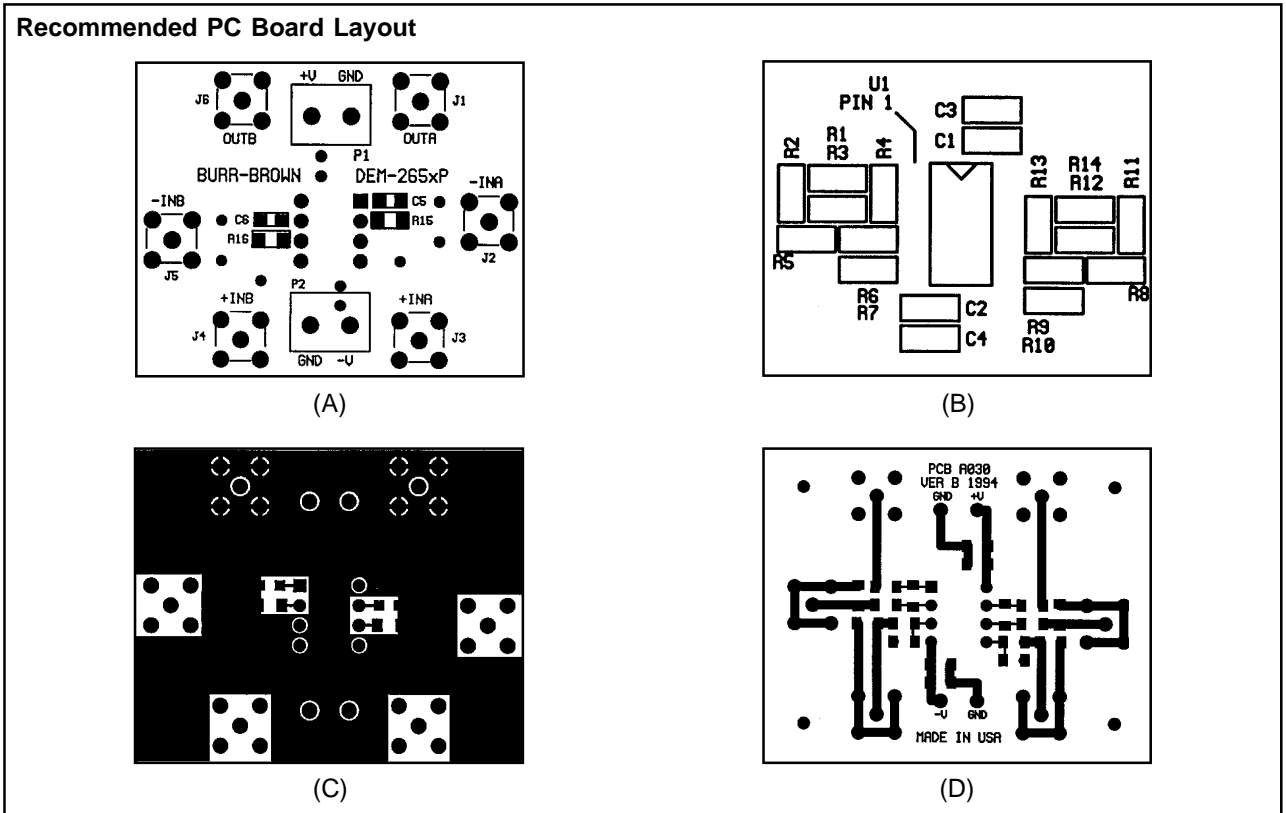 Recommended PC Board Layout
+V GND
J6
J1
OUTB
OUTA
P1
BURR-BROWN DEM-265xP
-INB
-INA
C5
C6
R15
R16
J5
J2
P2
+INB
+INA
J4
J3
GND -V
(A)
U1
PIN 1
C3
C1
R2
R1
R3
R4
R13
R14
R12
R11
R5
R6
R7
R8
R9
R10
C2
C4
(B)
(C)
PCB A030
VER B 1994
GND +V
-V GND
MADE IN USA
(D)